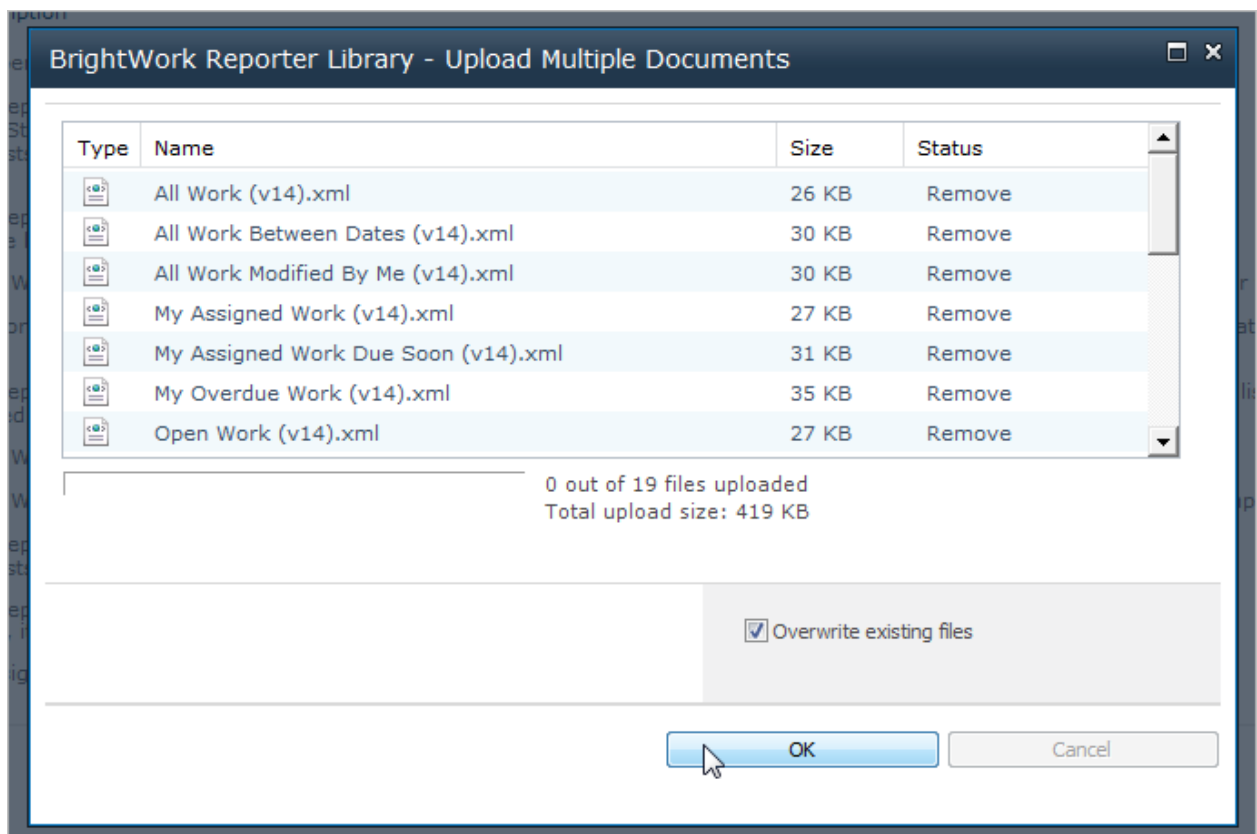 iption
BrightWork Reporter Library - Upload Multiple Documents
Type Name Size Status
All Work (v14).xml 26 KB Remove
All Work Between Dates (v14).xml 30 KB Remove
All Work Modified By Me (v14).xml 30 KB Remove
My Assigned Work (v14).xml 27 KB Remove
My Assigned Work Due Soon (v14).xml 31 KB Remove
My Overdue Work (v14).xml 35 KB Remove
Open Work (v14).xml 27 KB Remove
0 out of 19 files uploaded
Total upload size: 419 KB
Overwrite existing files
OK Cancel